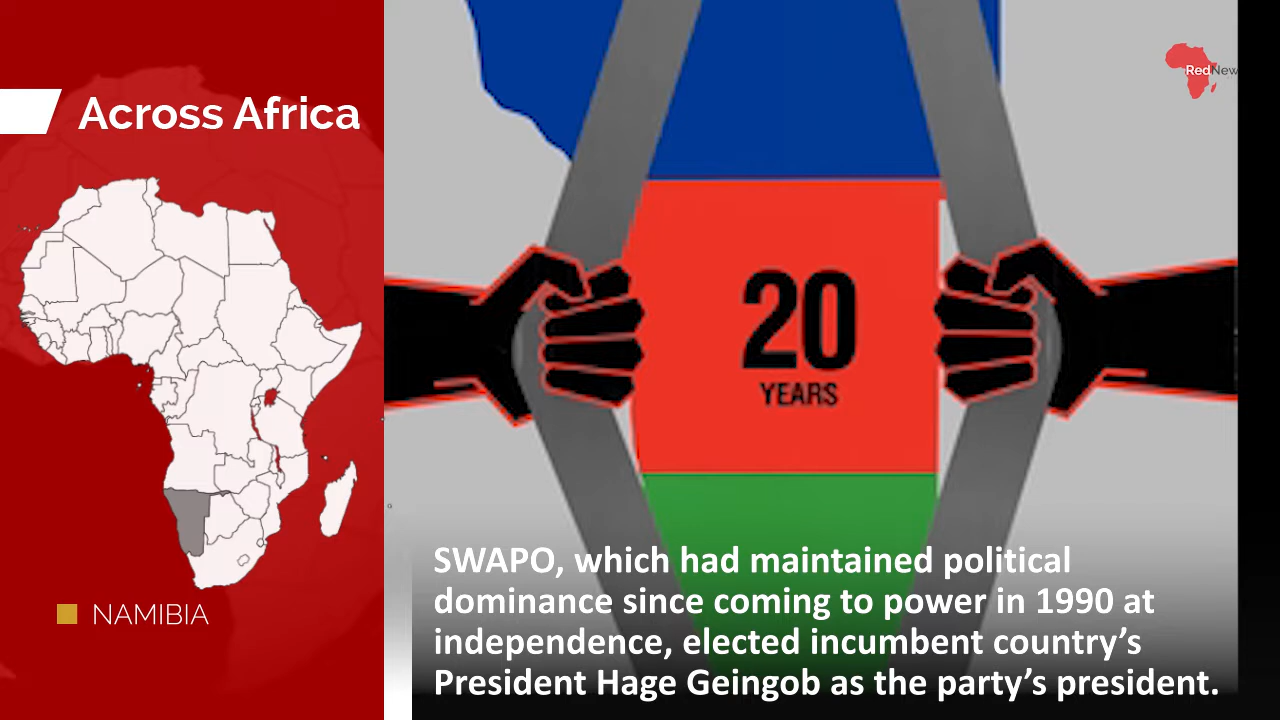 Across Africa
NAMIBIA
RedNew
20
YEARS
SWAPO, which had maintained political
dominance since coming to power in 1990 at
independence, elected incumbent country’s
President Hage Geingob as the party’s president.